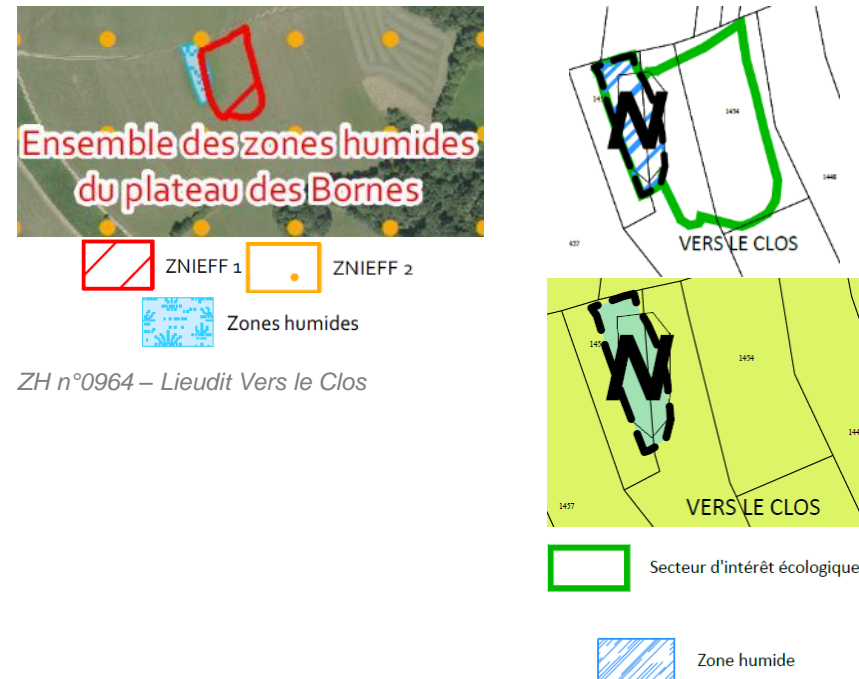 Ensemble des zones humides
du plateau des Bornes
ZNIEFF 1
ZNIEFF 2
Zones humides
ZH n°0964 – Lieudit Vers le Clos
N
1454
1448
437
VERS LE CLOS
N
1454
1457
VERS LE CLOS
Secteur d'intérêt écologique
Zone humide